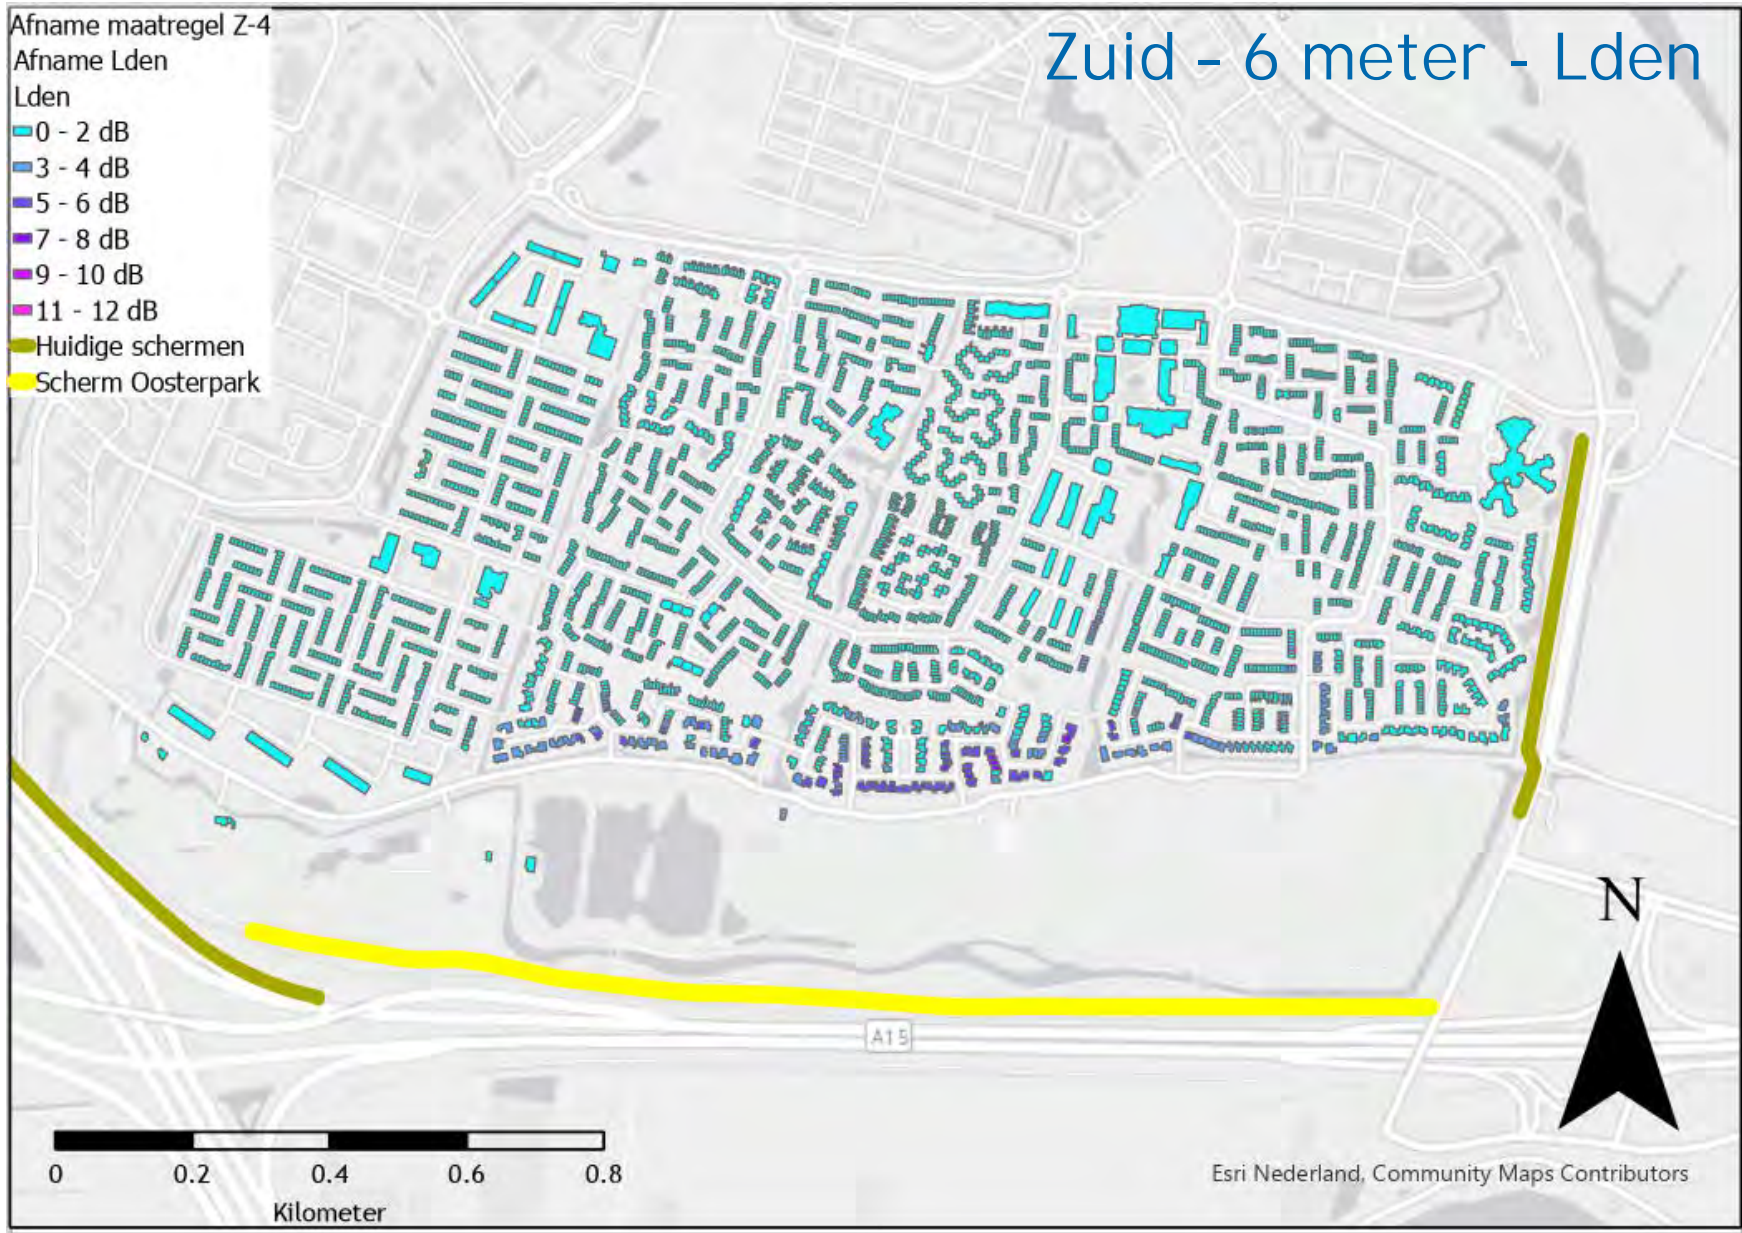 Afname maatregel Z-4
Zuid - 6 meter - Lden
Afname Lden
Lden
0 - 2 dB
3 - 4 dB
5 - 6 dB
7 - 8 dB
9 - 10 dB
11 - 12 dB
Huidige schermen
Scherm Oosterpark
N
A15
0 0.2 0.4 0.6 0.8
Kilometer
Esri Nederland, Community Maps Contributors